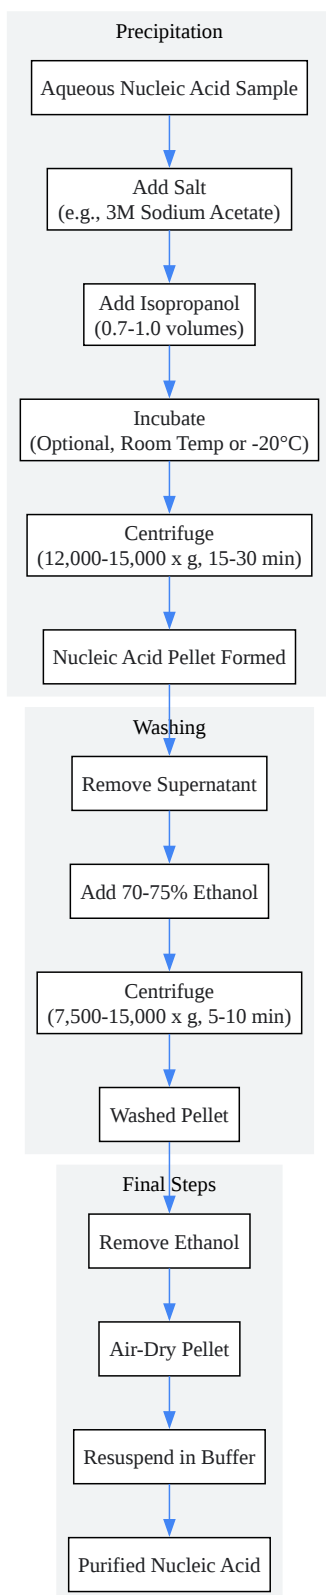 Precipitation
Aqueous Nucleic Acid Sample
Add Salt
(e.g., 3M Sodium Acetate)
Add Isopropanol
(0.7-1.0 volumes)
Incubate
(Optional, Room Temp or -20°C)
Centrifuge
(12,000-15,000 x g, 15-30 min)
Nucleic Acid Pellet Formed
Washing
Remove Supernatant
Add 70-75% Ethanol
Centrifuge
(7,500-15,000 x g, 5-10 min)
Washed Pellet
Final Steps
Remove Ethanol
Air-Dry Pellet
Resuspend in Buffer
Purified Nucleic Acid